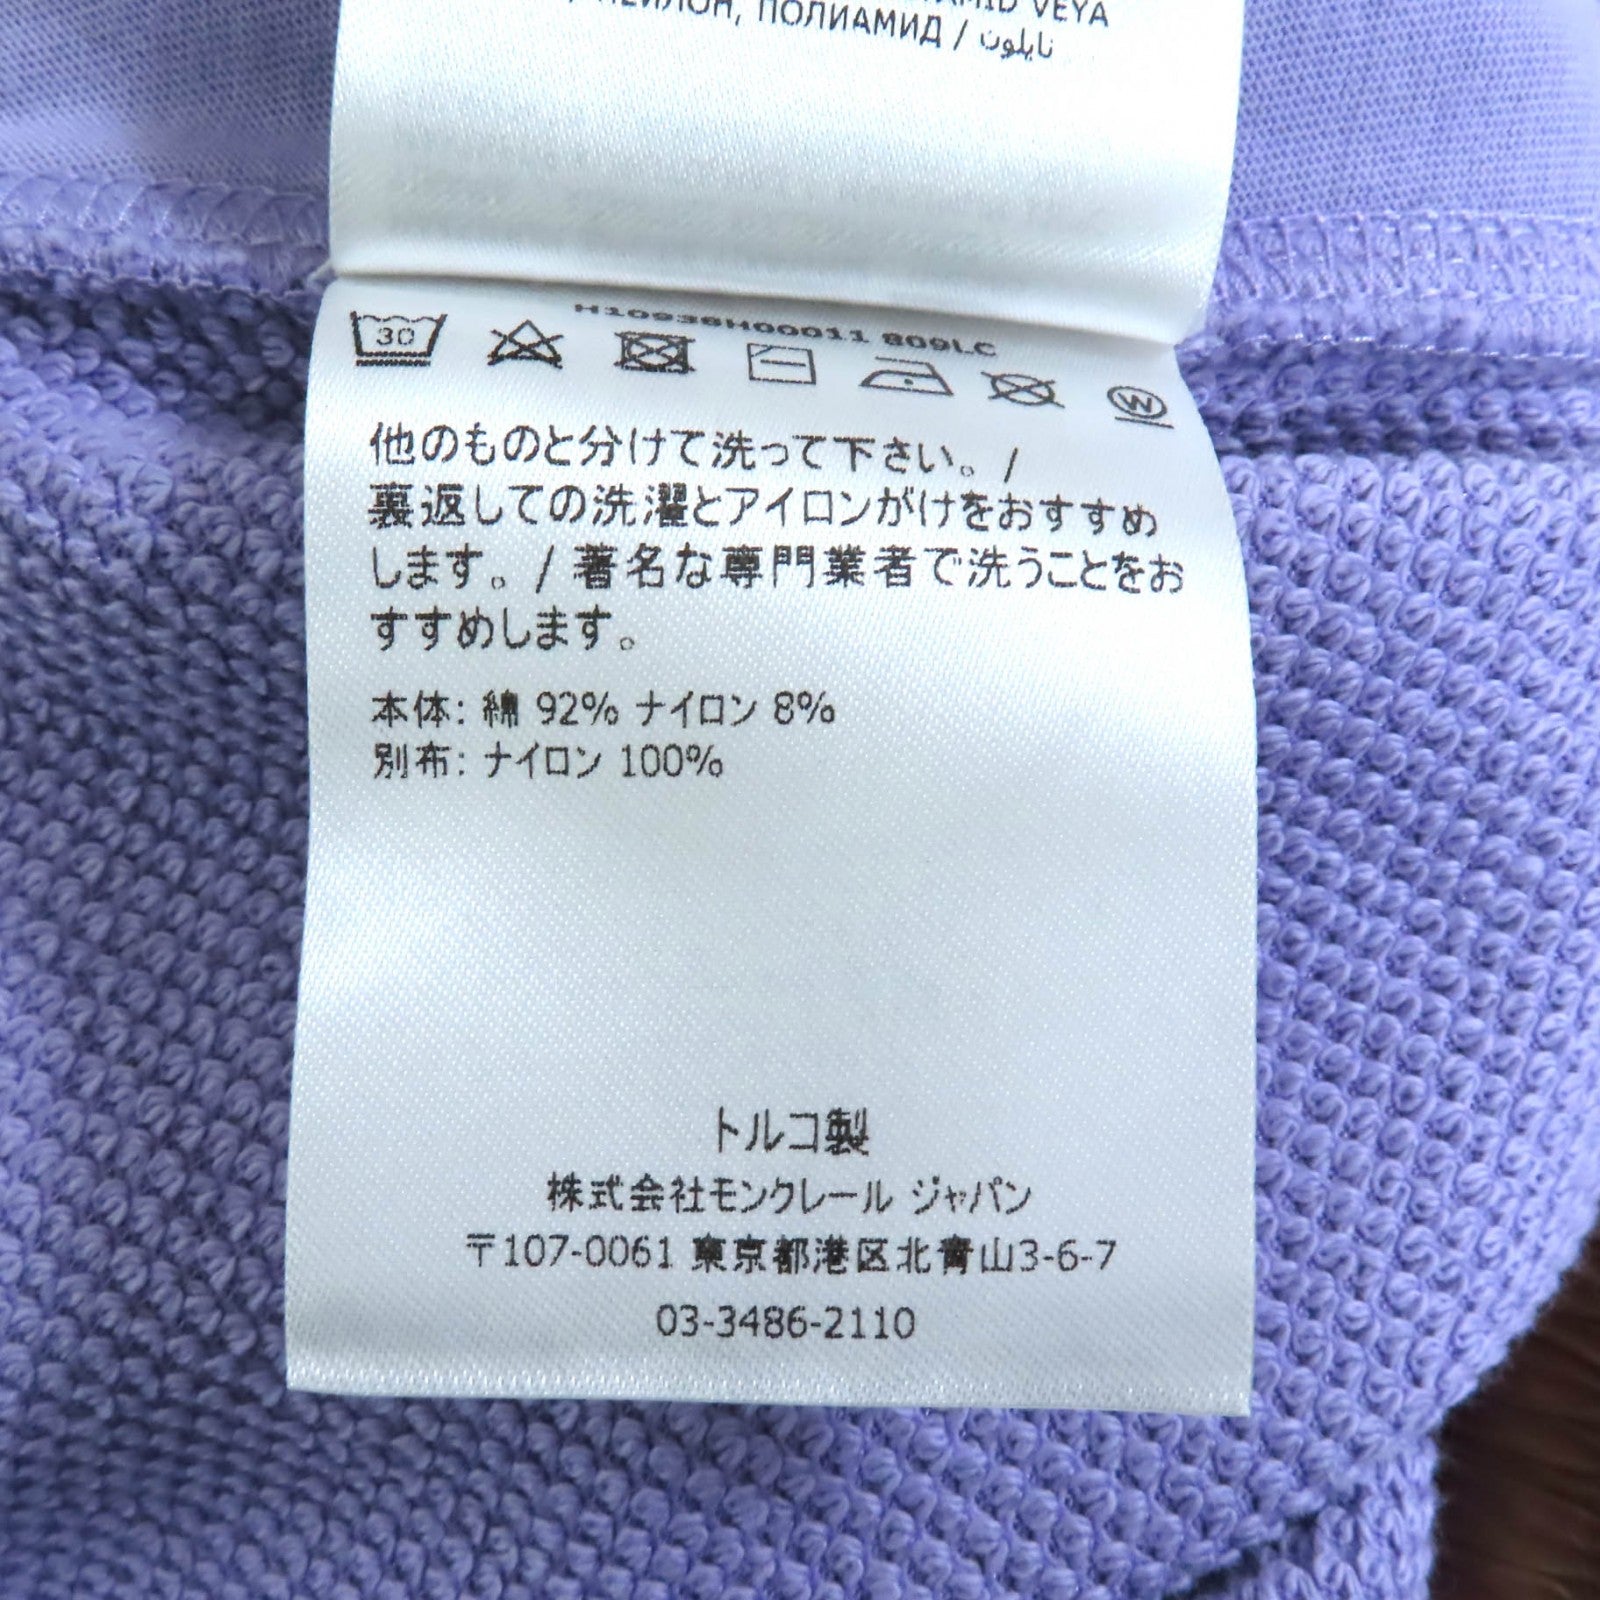 VEYA
ПОЛИАМИД / نايلون
H10936H00011 809LC
30
W
他のものと分けて洗って下さい。/
裏返しての洗濯とアイロンがけをおすすめ
します。/ 著名な専門業者で洗うことをお
すすめします。
本体: 綿 92% ナイロン 8%
別布: ナイロン 100%
トルコ製
株式会社モンクレール ジャパン
〒107-0061 東京都港区北青山3-6-7
03-3486-2110